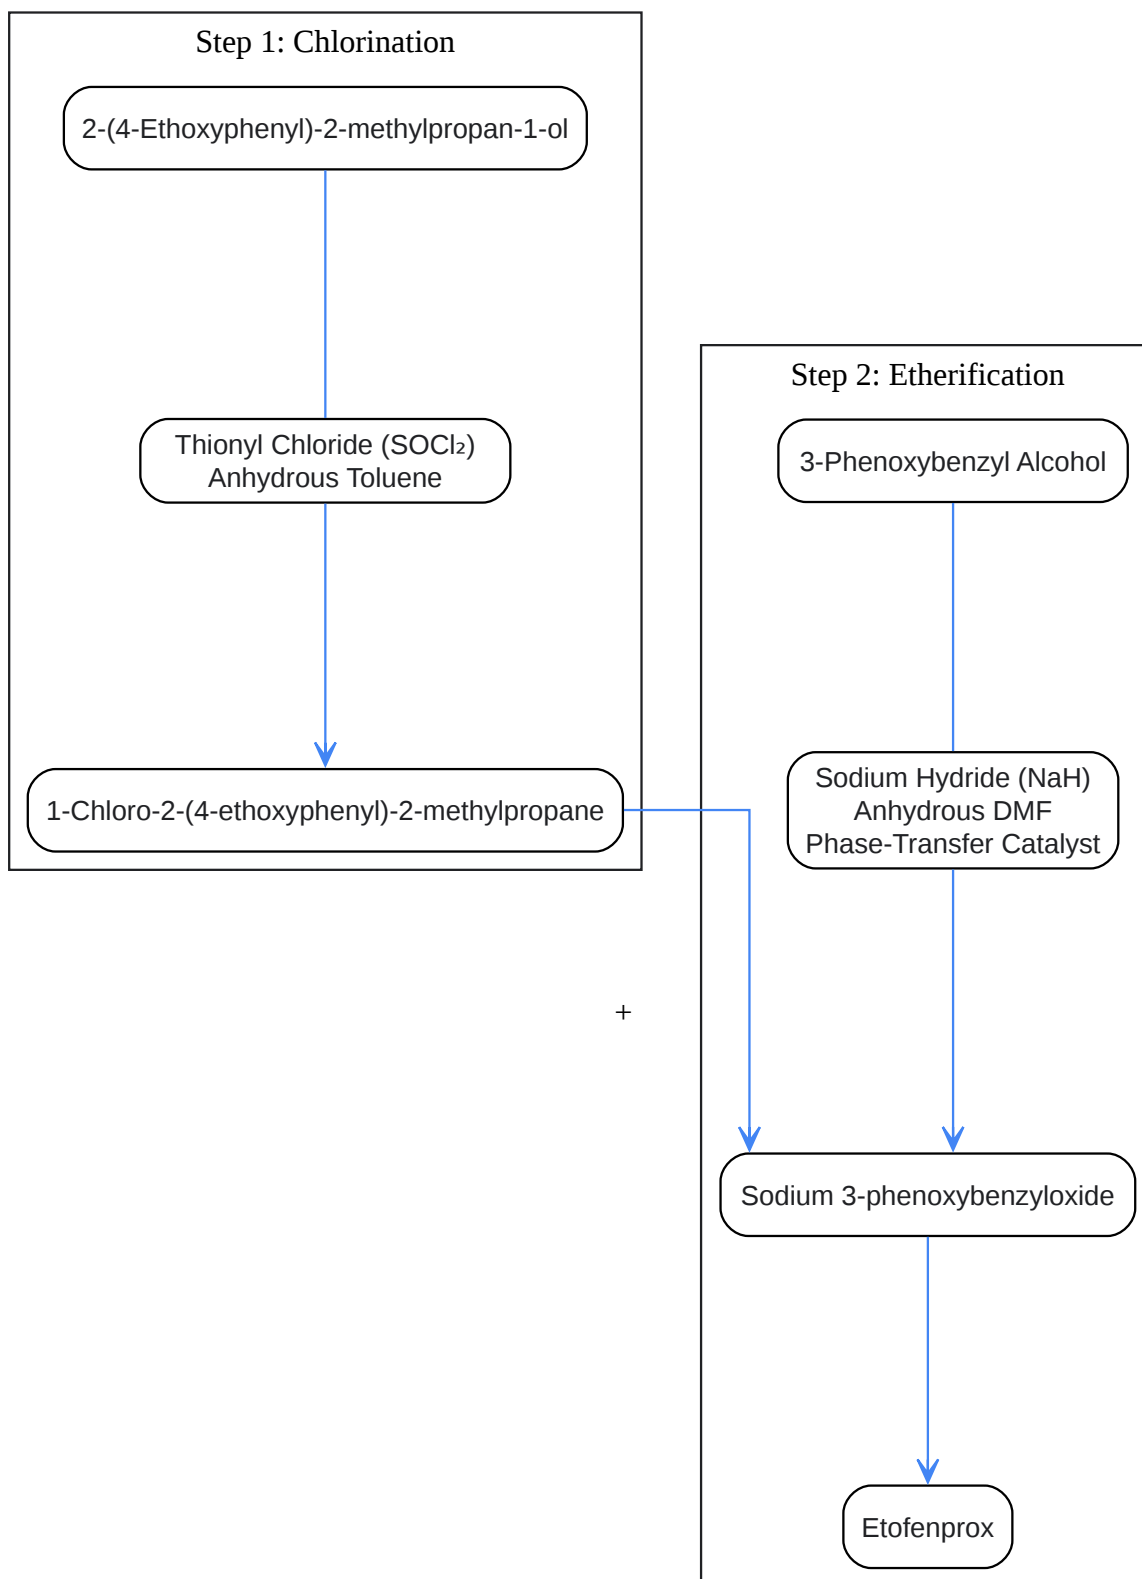 Step 1: Chlorination
2-(4-Ethoxyphenyl)-2-methylpropan-1-ol
Thionyl Chloride (SOCl₂)
Anhydrous Toluene
1-Chloro-2-(4-ethoxyphenyl)-2-methylpropane
+
Step 2: Etherification
3-Phenoxybenzyl Alcohol
Sodium Hydride (NaH)
Anhydrous DMF
Phase-Transfer Catalyst
Sodium 3-phenoxybenzyloxide
Etofenprox